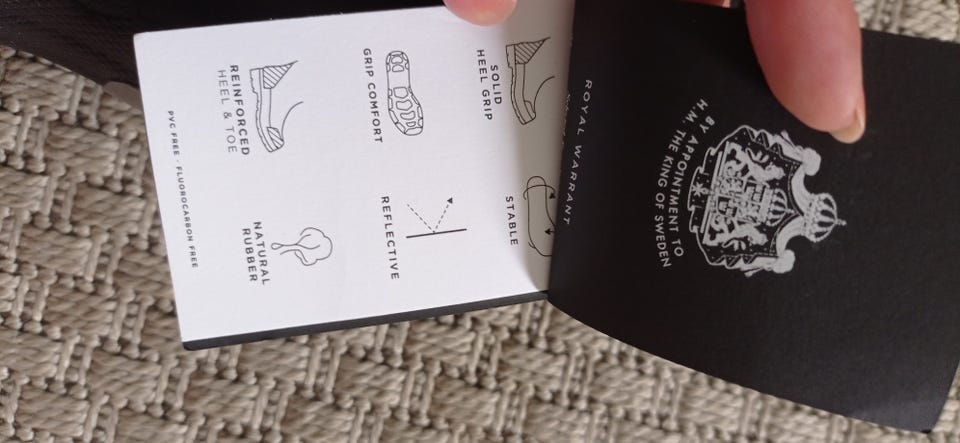 BY APPOINTMENT TO
H.M. THE KING OF SWEDEN
ROYAL WARRANT
SOLID
HEEL GRIP
STABLE
GRIP COMFORT
REFLECTIVE
REINFORCED
HEEL & TOE
NATURAL
RUBBER
PVC FREE · FLUOROCARBON FREE